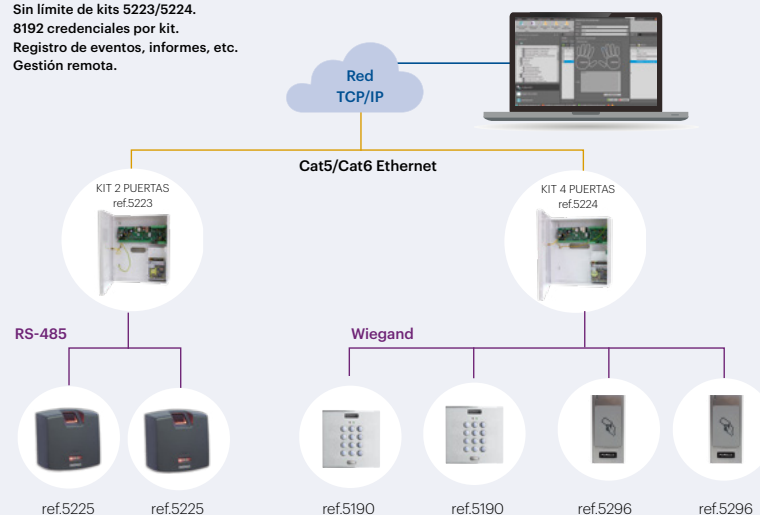 Sin límite de kits 5223/5224.
8192 credenciales por kit.
Registro de eventos, informes, etc.
Gestión remota.
Red
TCP/IP
Cat5/Cat6 Ethernet
KIT 2 PUERTAS
ref.5223
KIT 4 PUERTAS
ref.5224
RS-485
Wiegand
ref.5225
ref.5225
ref.5190
ref.5190
ref.5296
ref.5296